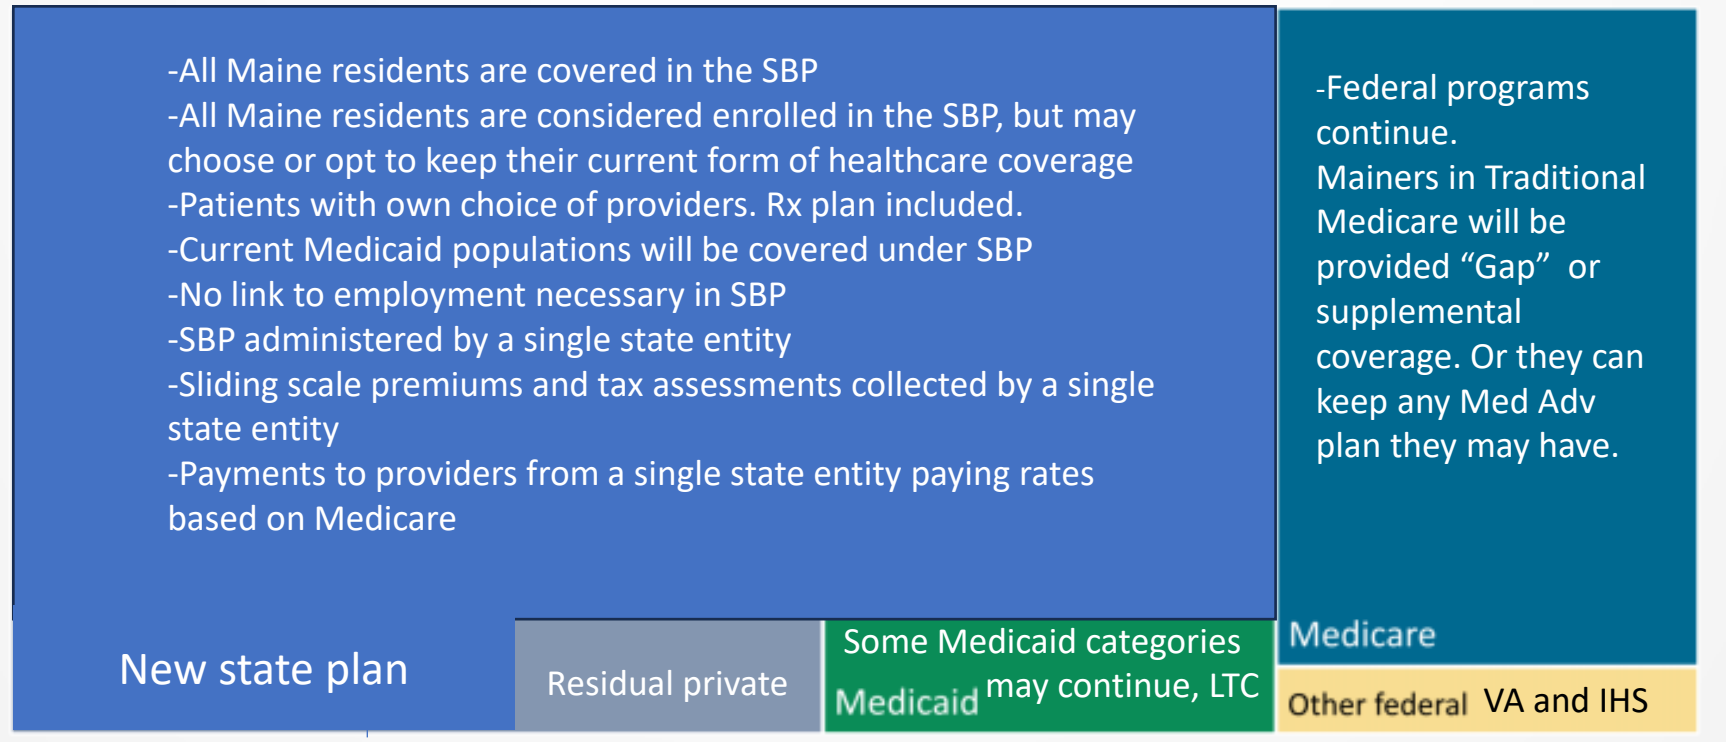 -All Maine residents are covered in the SBP
-All Maine residents are considered enrolled in the SBP, but may
choose or opt to keep their current form of healthcare coverage
-Patients with own choice of providers. Rx plan included.
-Current Medicaid populations will be covered under SBP
-No link to employment necessary in SBP
-SBP administered by a single state entity
-Sliding scale premiums and tax assessments collected by a single
state entity
-Payments to providers from a single state entity paying rates
based on Medicare
New state plan
Residual private
Some Medicaid categories
may continue, LTC
Medicaid
-Federal programs
continue.
Mainers in Traditional
Medicare will be
provided “Gap”  or
supplemental
coverage. Or they can
keep any Med Adv
plan they may have.
Medicare
Other federal VA and IHS